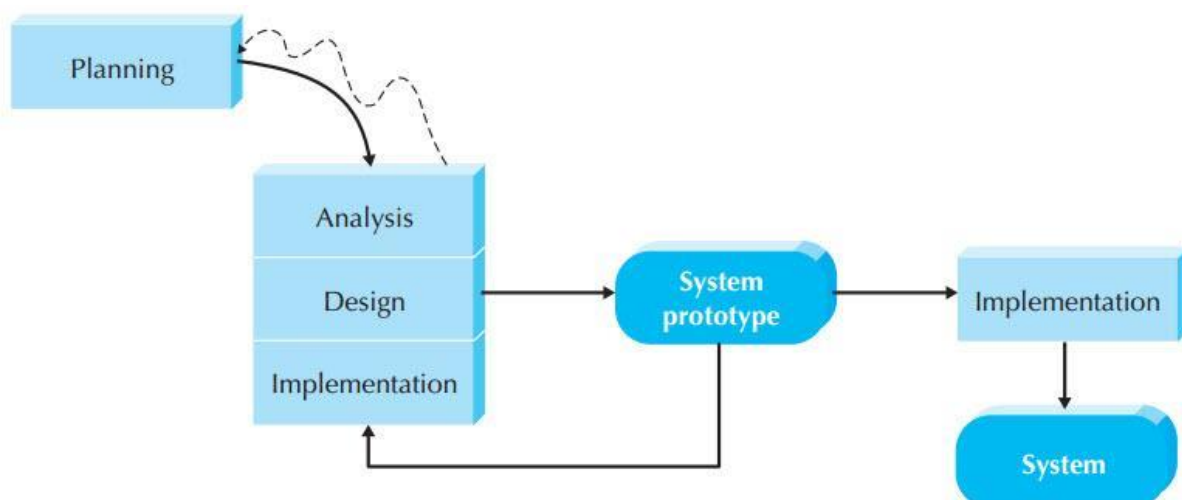 Planning
Analysis
Design
Implementation
System
prototype
Implementation
System